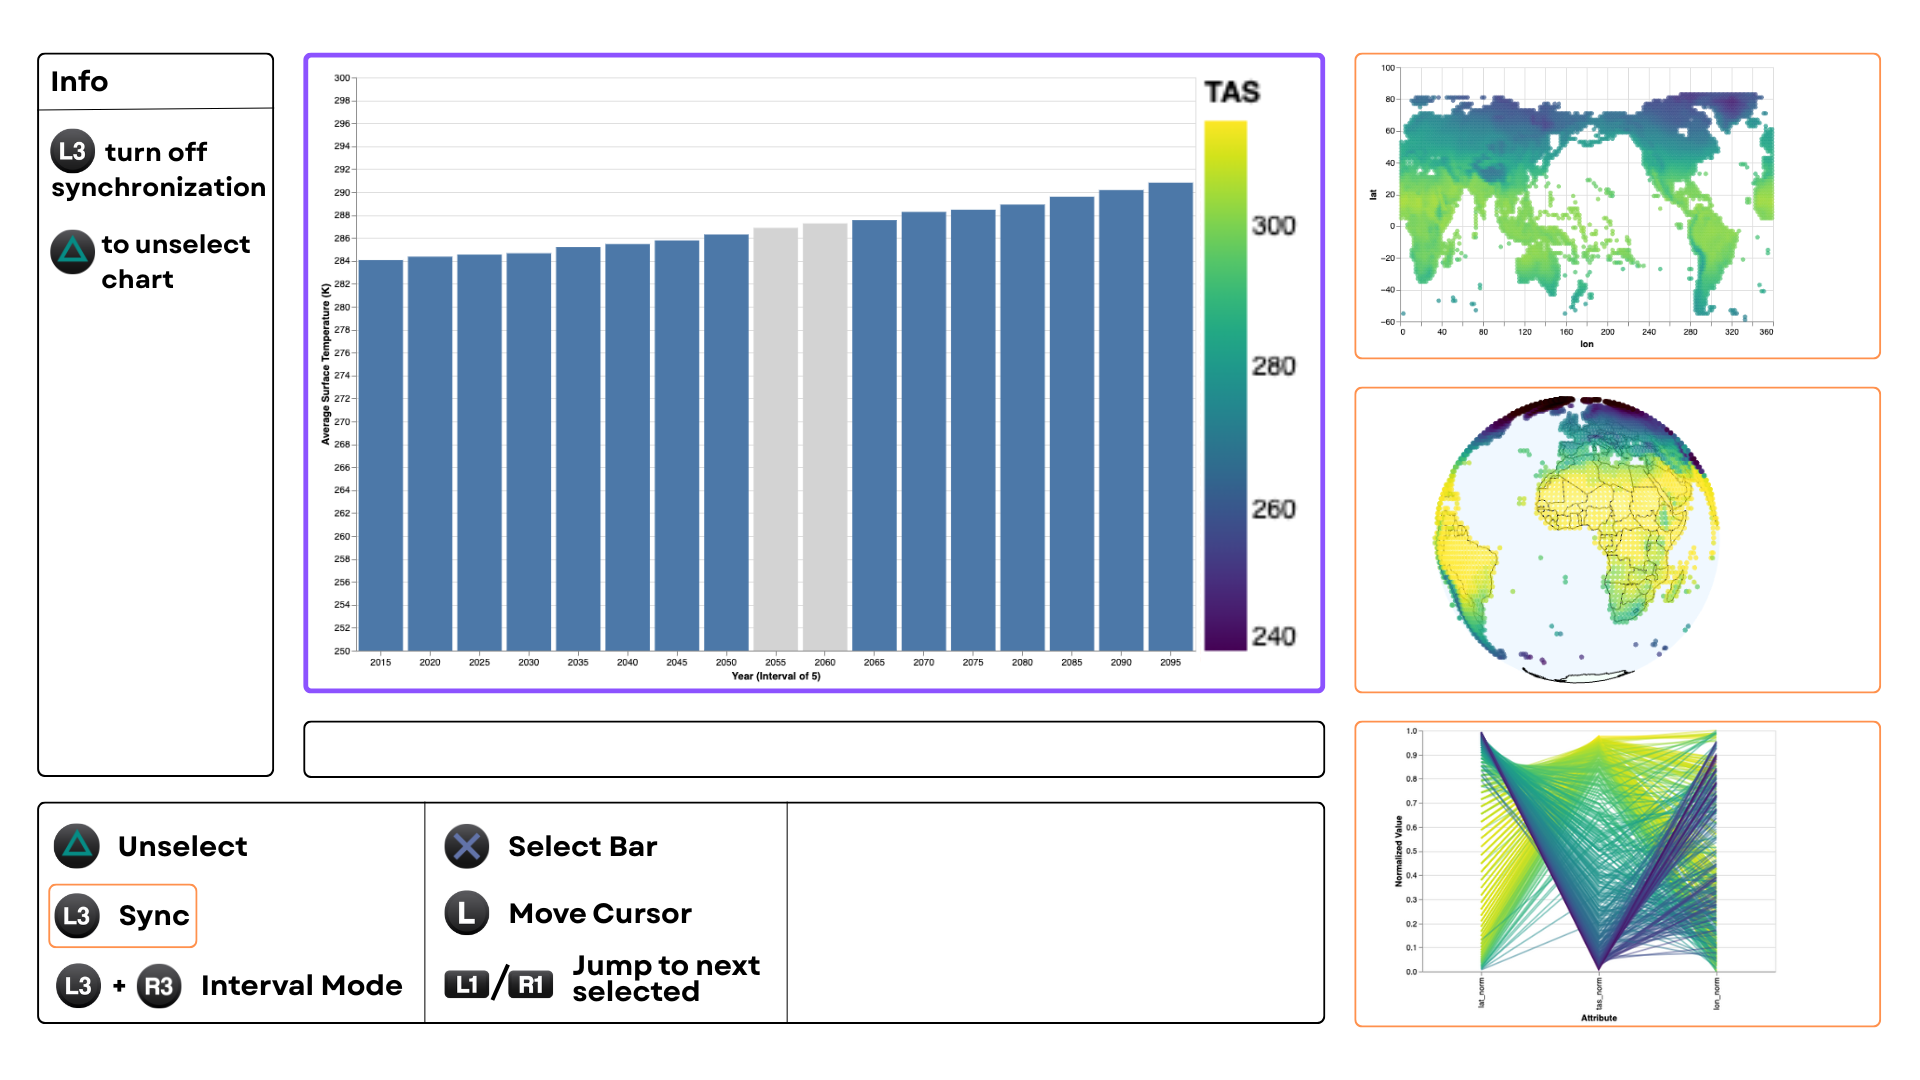 Info
L3 turn off
synchronization
to unselect
chart
300
298
296
294
292
290
288
286
284
282
280
278
276
274
272
270
268
266
264
262
260
258
256
254
252
250
Average Surface Temperature (K)
2015 2020 2025 2030 2035 2040 2045 2050 2055 2060 2065 2070 2075 2080 2085 2090 2095
Year (Interval of 5)
TAS
300
280
260
240
100
80
60
40
20
0
−20
−40
−60
lat
0 40 80 120 160 200 240 280 320 360
lon
1.0
0.9
0.8
0.7
0.6
0.5
0.4
0.3
0.2
0.1
0.0
Normalized Value
lat_norm tas_norm lon_norm
Attribute
Unselect
L3 Sync
L3 + R3 Interval Mode
Select Bar
L Move Cursor
L1 / R1 Jump to next
selected